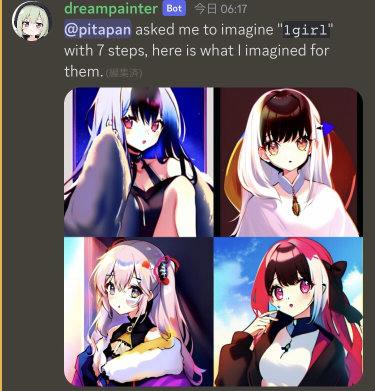 dreampainter Bot 今日 06:17
@pitapan asked me to imagine "1girl"
with 7 steps, here is what I imagined for
them. (編集済)